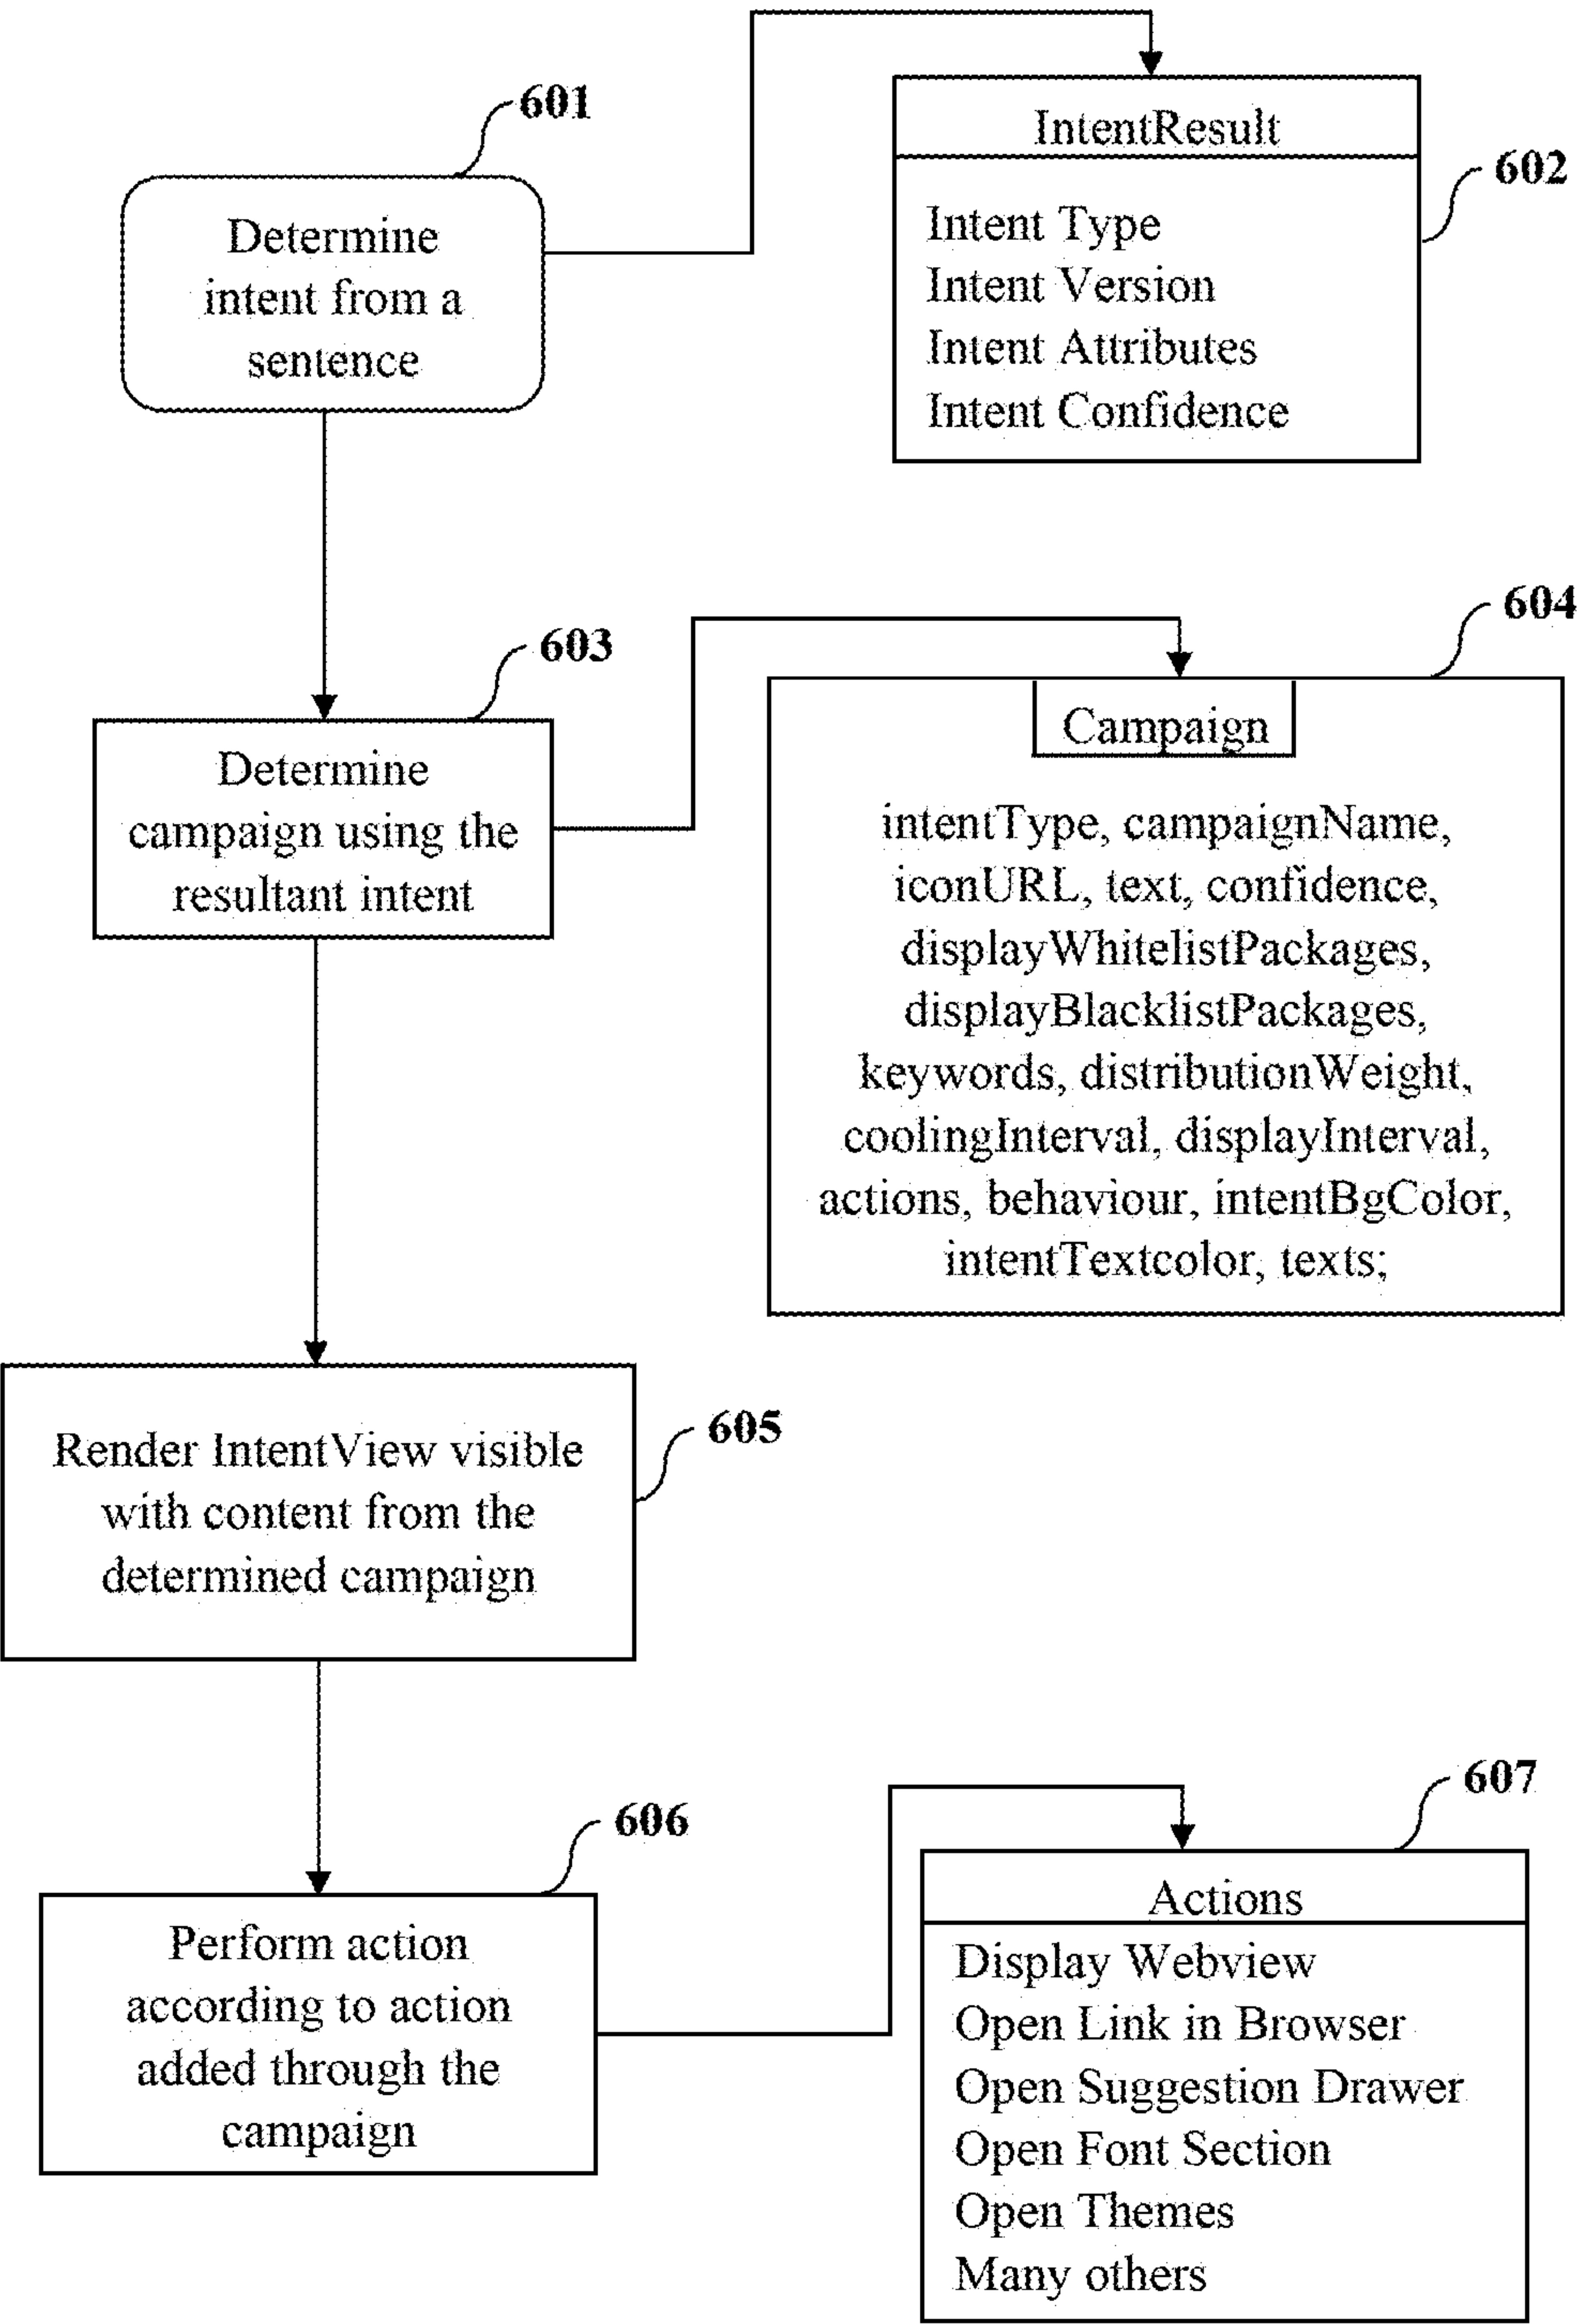 601
Determine
intent from a
sentence
IntentResult
602
Intent Type
Intent Version
Intent Attributes
Intent Confidence
603
Determine
campaign using the
resultant intent
604
Campaign
intentType, campaignName,
iconURL, text, confidence,
displayWhitelistPackages,
displayBlacklistPackages,
keywords, distributionWeight,
coolingInterval, displayInterval,
actions, behaviour, intentBgColor,
intentTextcolor, texts;
605
Render IntentView visible
with content from the
determined campaign
606
Perform action
according to action
added through the
campaign
607
Actions
Display Webview
Open Link in Browser
Open Suggestion Drawer
Open Font Section
Open Themes
Many others